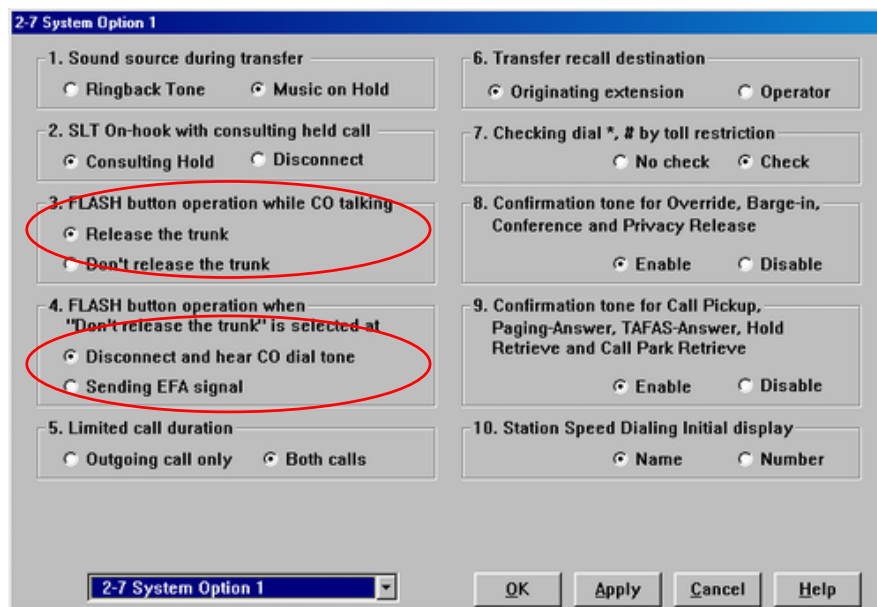 2-7 System Option 1
1. Sound source during transfer
Ringback Tone Music on Hold
2. SLT On-hook with consulting held call
Consulting Hold Disconnect
3. FLASH button operation while CO talking
Release the trunk
Don't release the trunk
4. FLASH button operation when
"Don't release the trunk" is selected at
Disconnect and hear CO dial tone
Sending EFA signal
5. Limited call duration
Outgoing call only Both calls
6. Transfer recall destination
Originating extension Operator
7. Checking dial *, # by toll restriction
No check Check
8. Confirmation tone for Override, Barge-in,
Conference and Privacy Release
Enable Disable
9. Confirmation tone for Call Pickup,
Paging-Answer, TAFAS-Answer, Hold
Retrieve and Call Park Retrieve
Enable Disable
10. Station Speed Dialing Initial display
Name Number
2-7 System Option 1
OK Apply Cancel Help